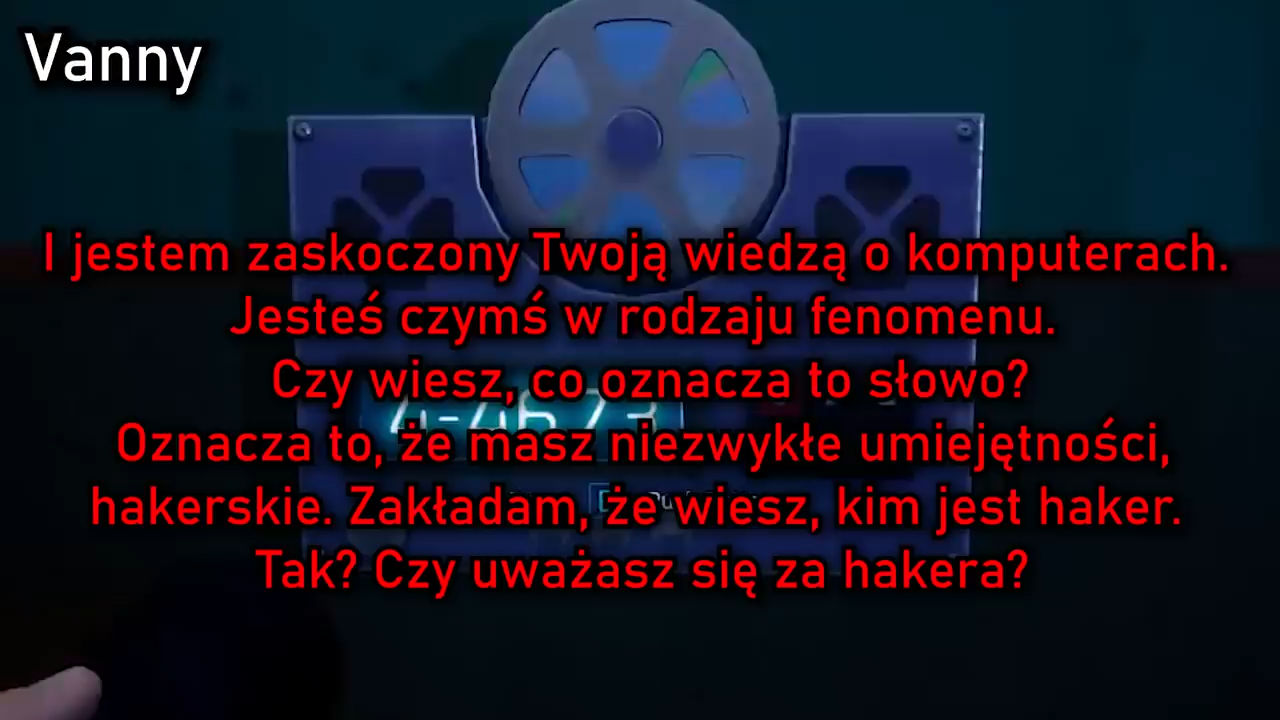 Vanny
I jestem zaskoczony Twoją wiedzą o komputerach.
Jesteś czymś w rodzaju fenomenu.
Czy wiesz, co oznacza to słowo?
Oznacza to, że masz niezwykłe umiejętności,
hakerskie. Zakładam, że wiesz, kim jest haker.
Tak? Czy uważasz się za hakera?